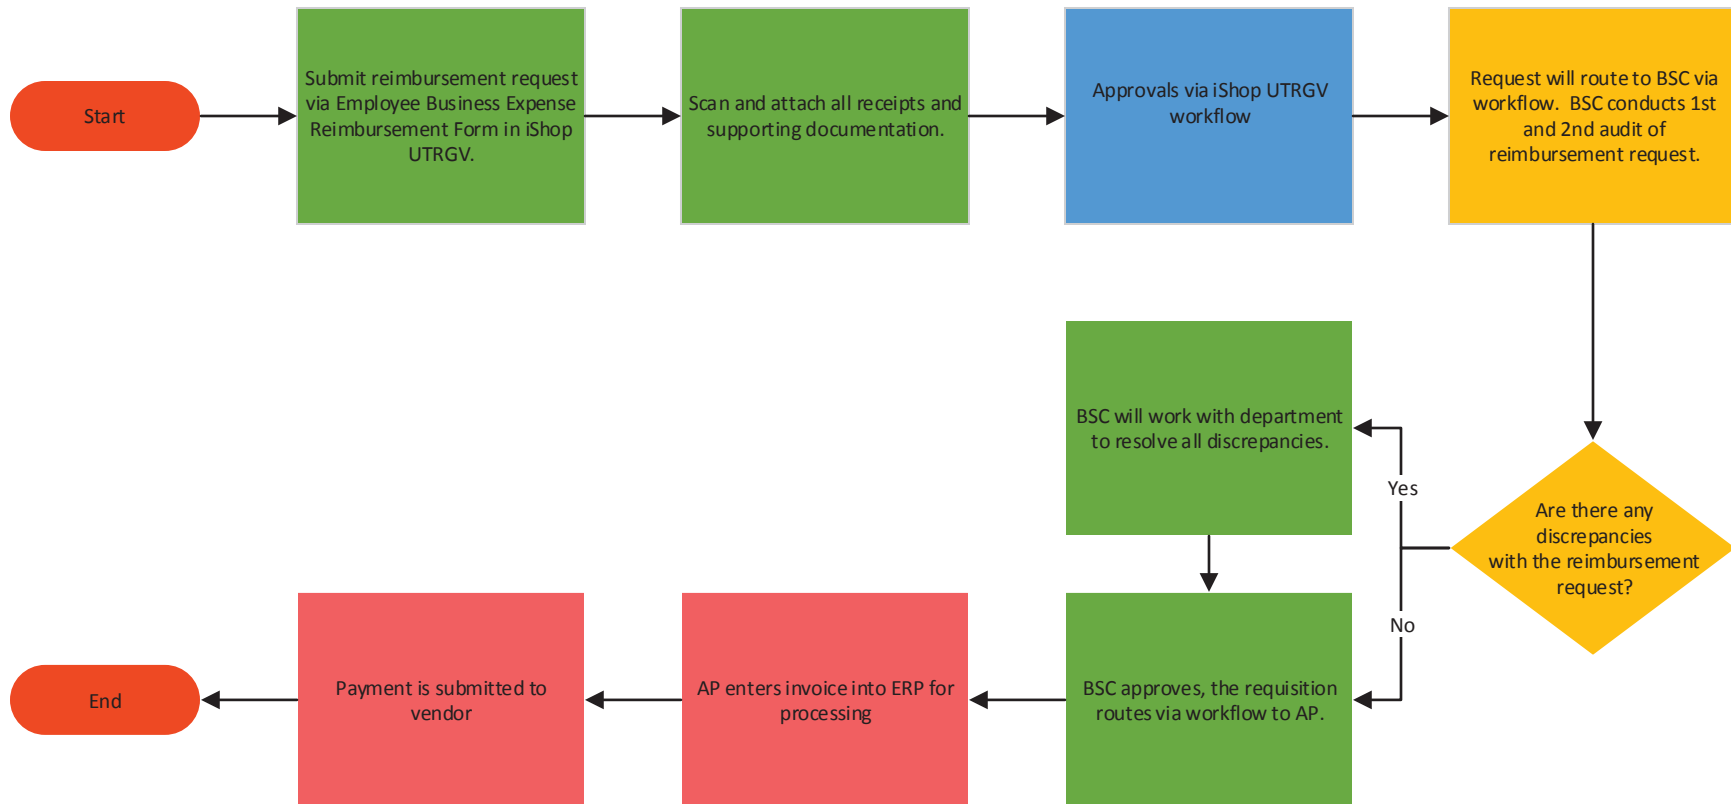 Start
Submit reimbursement request
via Employee Business Expense
Reimbursement Form in iShop
UTRGV.
Scan and attach all receipts and
supporting documentation.
Approvals via iShop UTRGV
workflow
Request will route to BSC via
workflow.  BSC conducts 1st
and 2nd audit of
reimbursement request.
Are there any
discrepancies
with the reimbursement
request?
Yes
BSC will work with department
to resolve all discrepancies.
No
BSC approves, the requisition
routes via workflow to AP.
AP enters invoice into ERP for
processing
Payment is submitted to
vendor
End